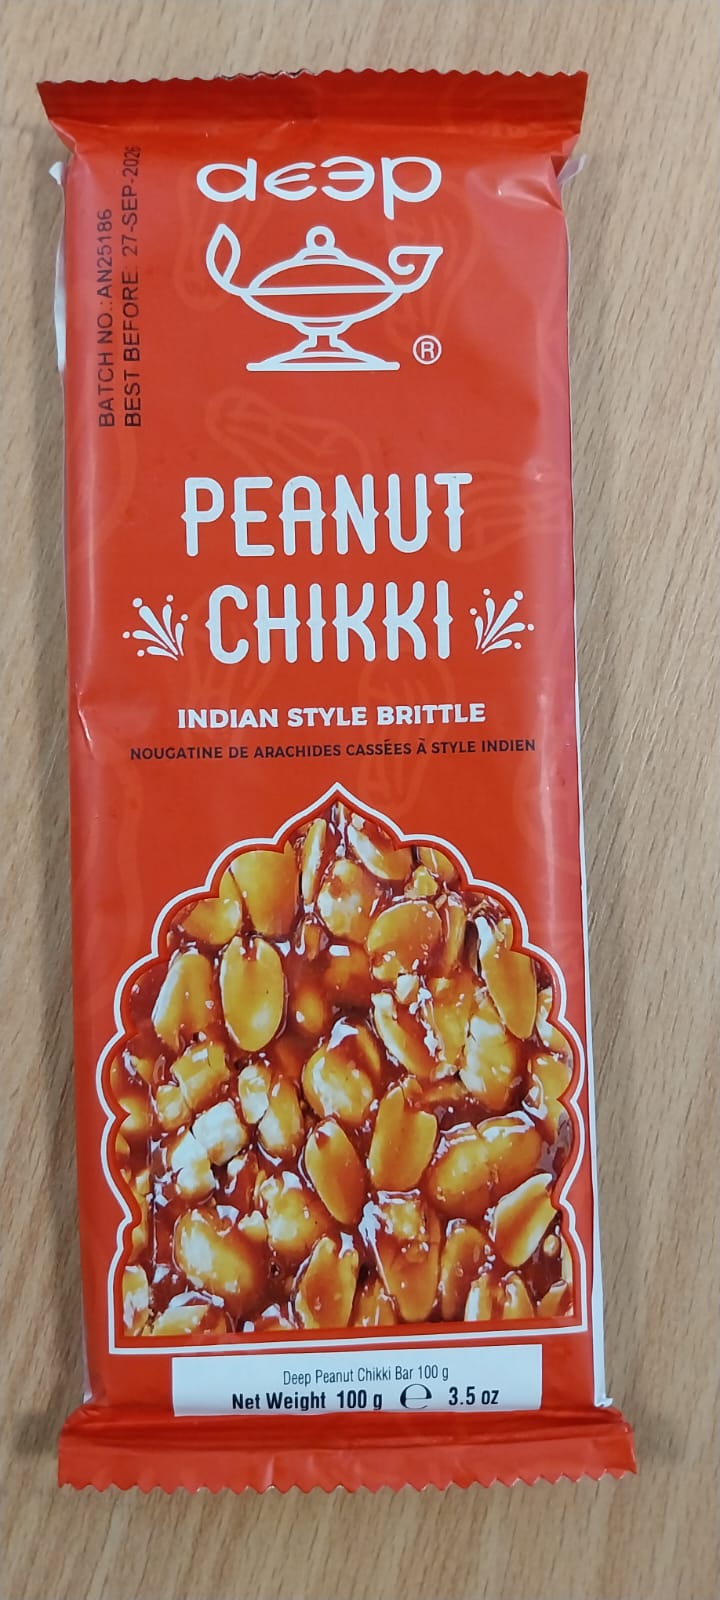 deep
®
BATCH NO.:AN25186
BEST BEFORE: 27-SEP-2026
PEANUT
CHIKKI
INDIAN STYLE BRITTLE
NOUGATINE DE ARACHIDES CASSÉES À STYLE INDIEN
Deep Peanut Chikki Bar 100 g
Net Weight 100 g ℮ 3.5 oz